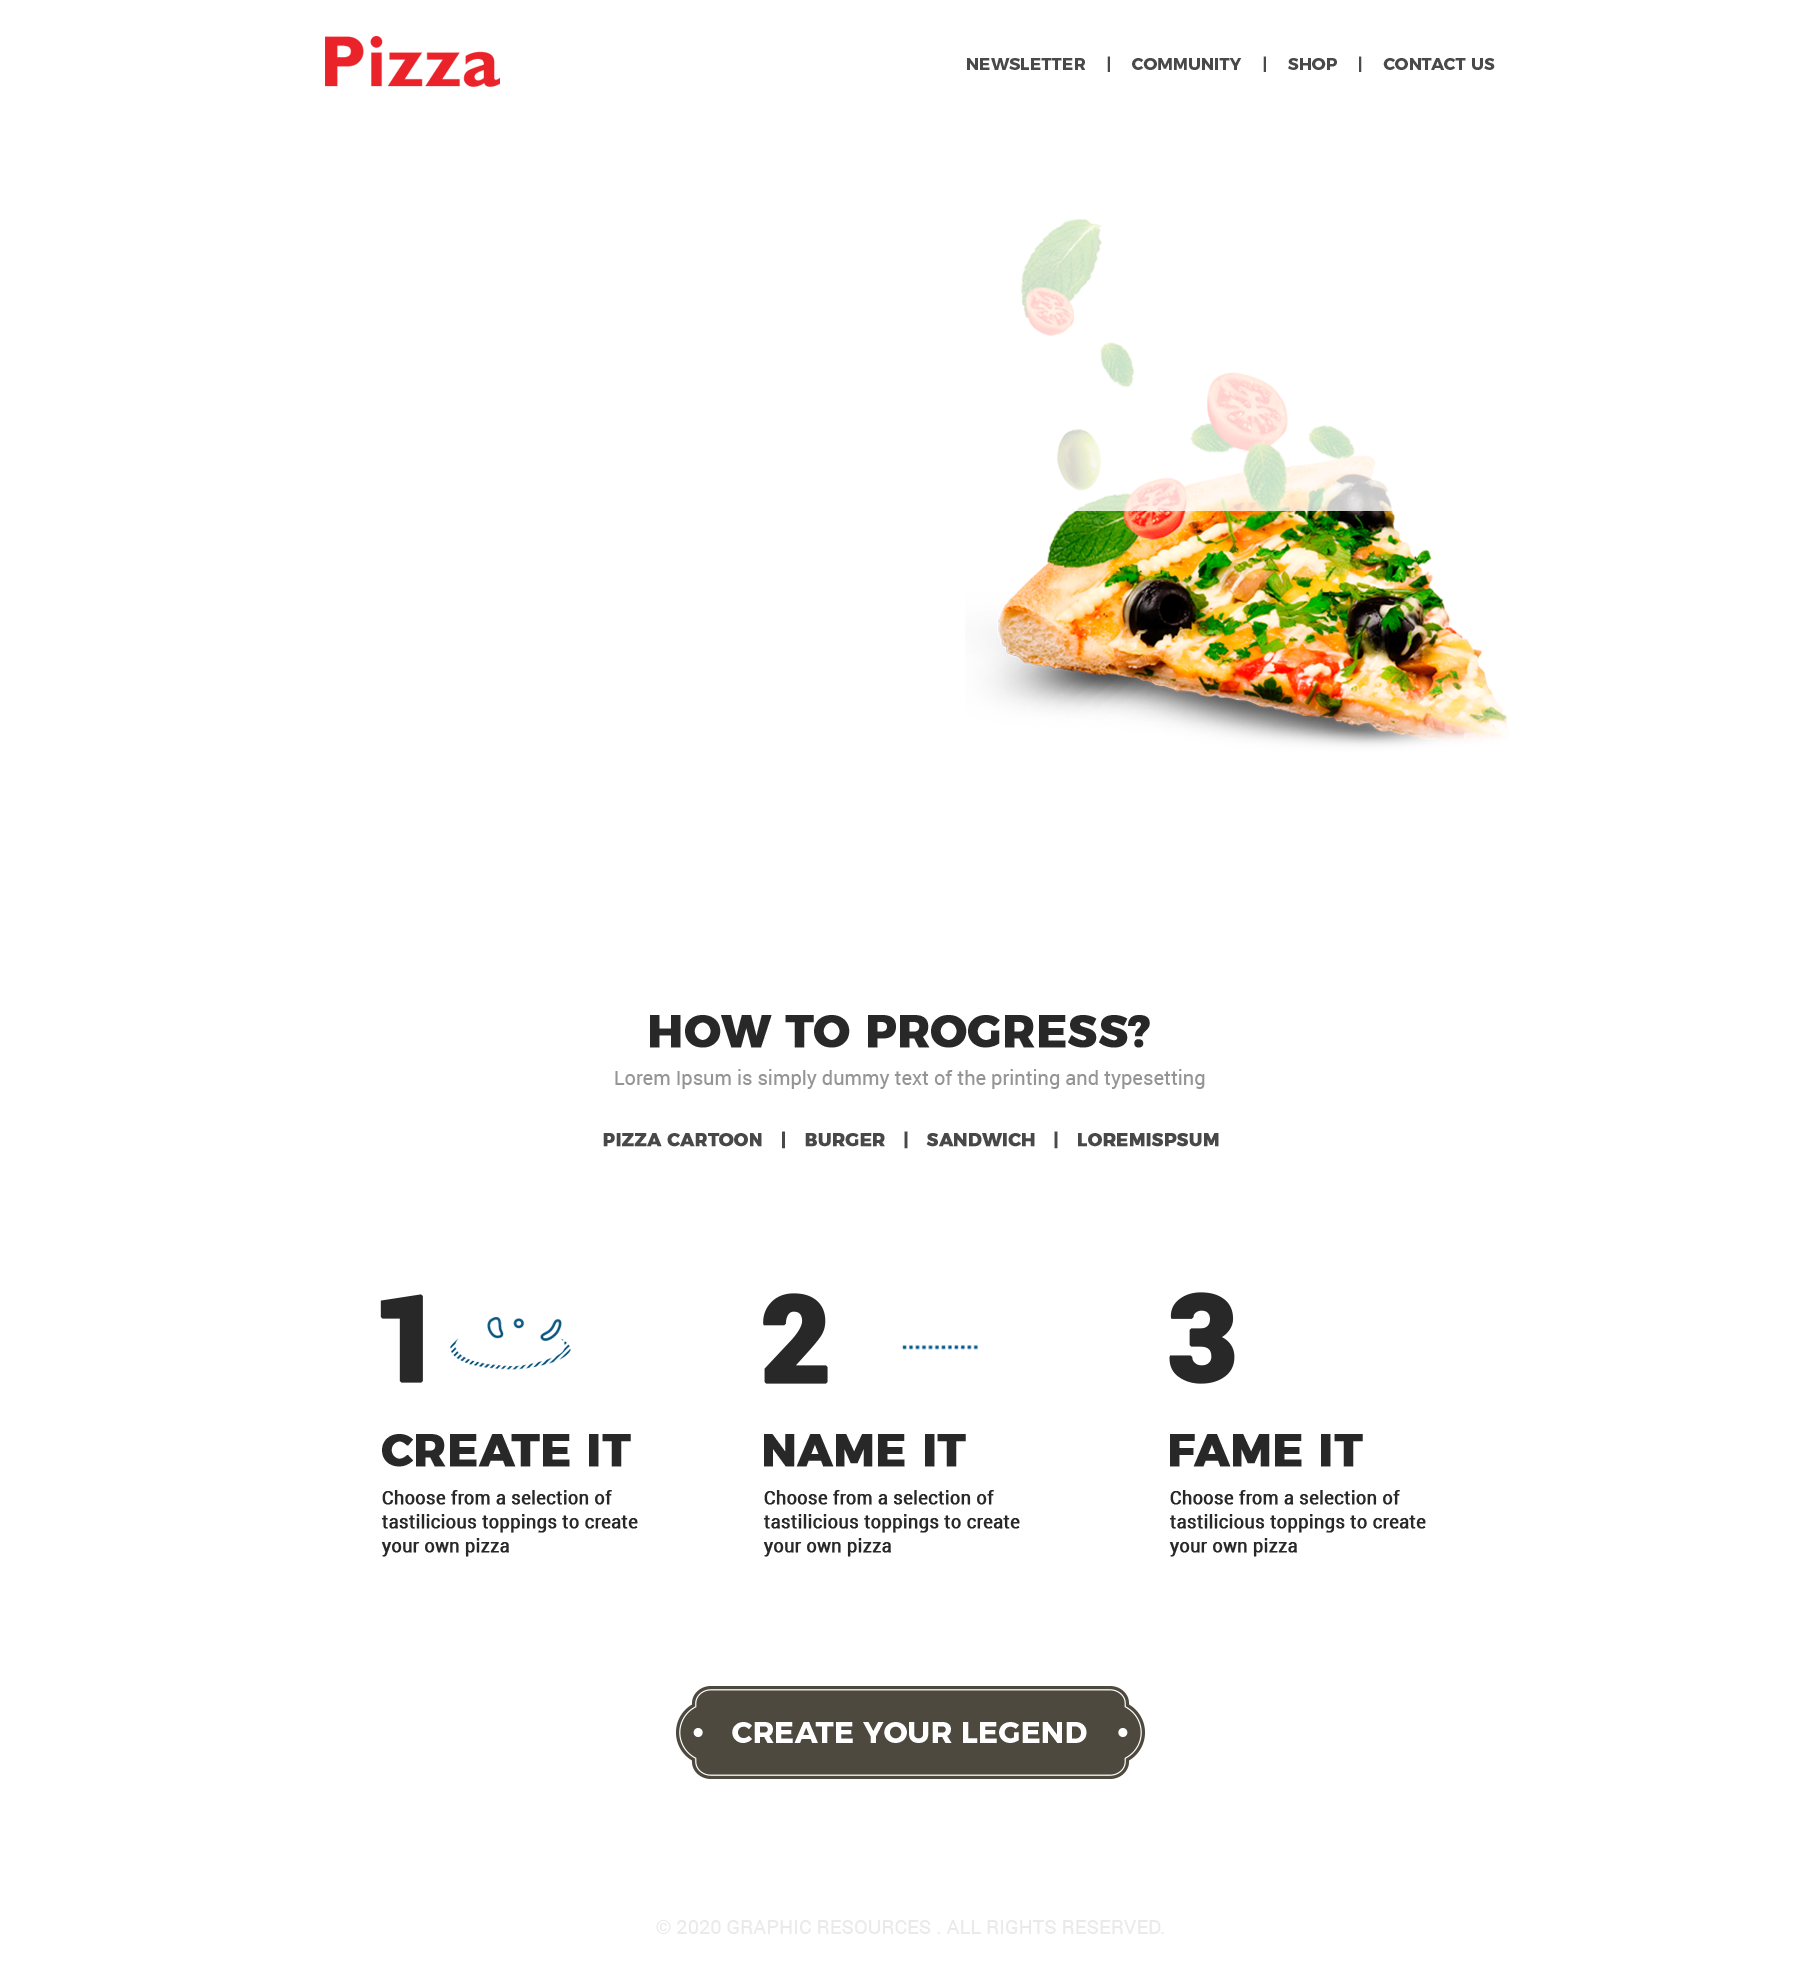 Pizza
NEWSLETTER | COMMUNITY | SHOP | CONTACT US
HOW TO PROGRESS?
Lorem Ipsum is simply dummy text of the printing and typesetting
PIZZA CARTOON | BURGER | SANDWICH | LOREMISPSUM
1
CREATE IT
Choose from a selection of
tastilicious toppings to create
your own pizza
2
NAME IT
Choose from a selection of
tastilicious toppings to create
your own pizza
3
FAME IT
Choose from a selection of
tastilicious toppings to create
your own pizza
CREATE YOUR LEGEND
© 2020 GRAPHIC RESOURCES . ALL RIGHTS RESERVED.